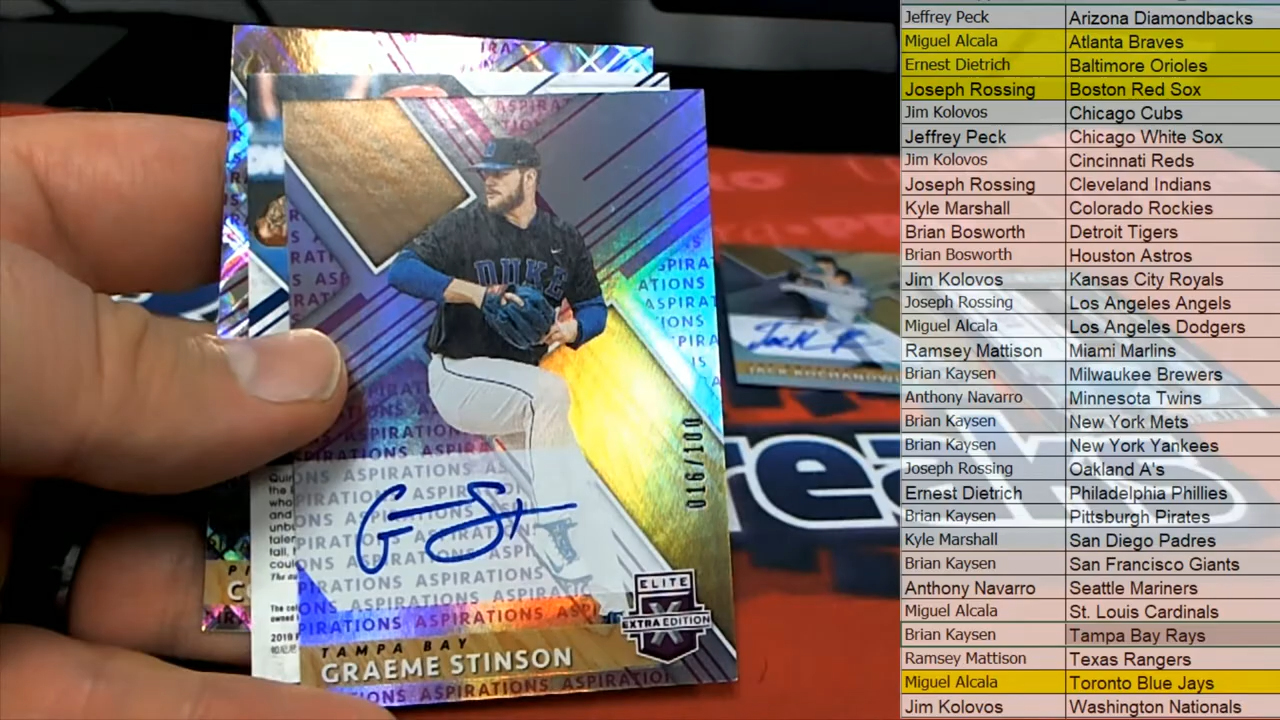 ASPIRATIONS
DUKE
010/100
ELITE
X
EXTRA EDITION
TAMPA BAY
GRAEME STINSON
ASPIRATIONS
2019
JACK KOCHANOWI
reaks
Jeffrey Peck Arizona Diamondbacks
Miguel Alcala Atlanta Braves
Ernest Dietrich Baltimore Orioles
Joseph Rossing Boston Red Sox
Jim Kolovos Chicago Cubs
Jeffrey Peck Chicago White Sox
Jim Kolovos Cincinnati Reds
Joseph Rossing Cleveland Indians
Kyle Marshall Colorado Rockies
Brian Bosworth Detroit Tigers
Brian Bosworth Houston Astros
Jim Kolovos Kansas City Royals
Joseph Rossing Los Angeles Angels
Miguel Alcala Los Angeles Dodgers
Ramsey Mattison Miami Marlins
Brian Kaysen Milwaukee Brewers
Anthony Navarro Minnesota Twins
Brian Kaysen New York Mets
Brian Kaysen New York Yankees
Joseph Rossing Oakland A's
Ernest Dietrich Philadelphia Phillies
Brian Kaysen Pittsburgh Pirates
Kyle Marshall San Diego Padres
Brian Kaysen San Francisco Giants
Anthony Navarro Seattle Mariners
Miguel Alcala St. Louis Cardinals
Brian Kaysen Tampa Bay Rays
Ramsey Mattison Texas Rangers
Miguel Alcala Toronto Blue Jays
Jim Kolovos Washington Nationals